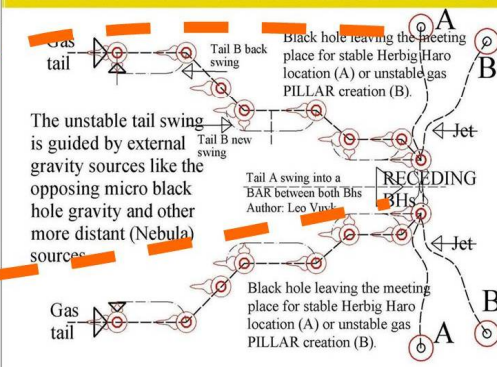 A
Gas
tail
Tail B back
swing
Black hole leaving the meeting
place for stable Herbig Haro
location (A) or unstable gas
PILLAR creation (B).
B
The unstable tail swing
is guided by external
gravity sources like the
opposing micro black
hole gravity and other
more distant (Nebula)
sources
Tail B new
swing
Jet
Tail A swing into a
BAR between both Bhs
Author: Leo Vuyk
RECEDING
BHs
Jet
Black hole leaving the meeting
place for stable Herbig Haro
location (A) or unstable gas
PILLAR creation (B).
Gas
tail
B
A